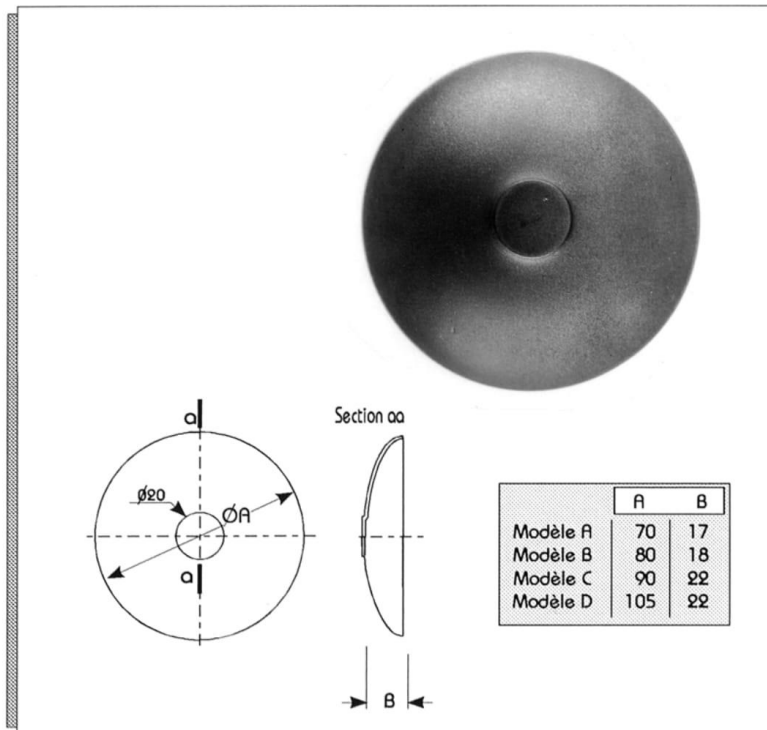 a
Section aa
Ø20
ØA
a
B
A B
Modèle A 70 17
Modèle B 80 18
Modèle C 90 22
Modèle D 105 22